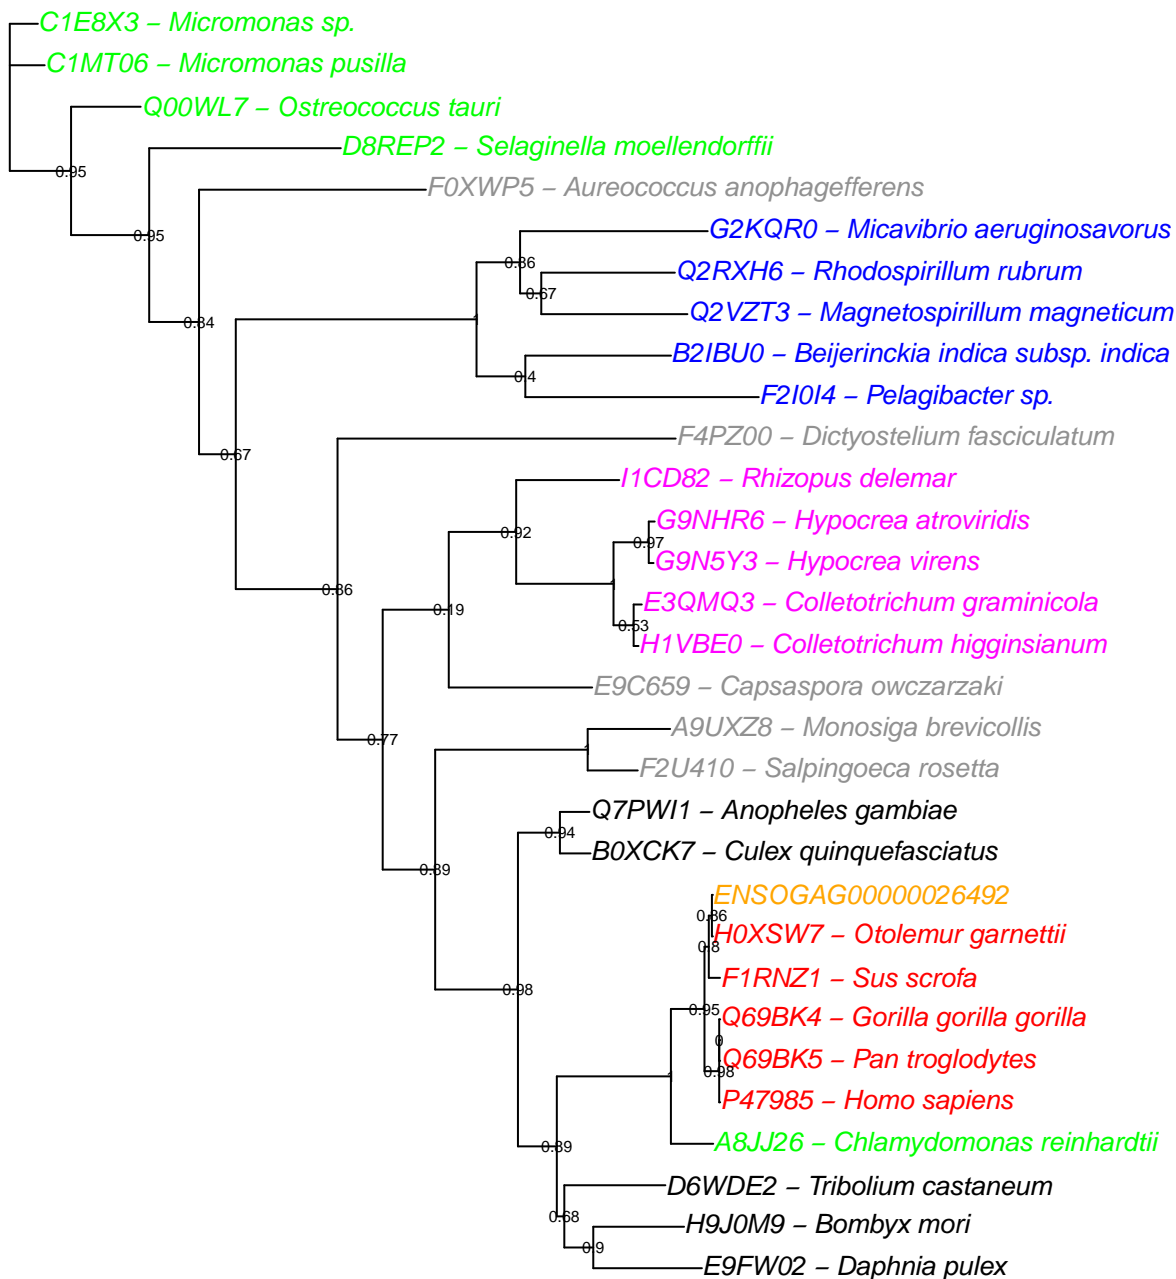 C1E8X3 – Micromonas sp.
C1MT06 – Micromonas pusilla
Q00WL7 – Ostreococcus tauri
D8REP2 – Selaginella moellendorffii
0.95
F0XWP5 – Aureococcus anophagefferens
0.95
G2KQR0 – Micavibrio aeruginosavorus
0.86
Q2RXH6 – Rhodospirillum rubrum
0.67
Q2VZT3 – Magnetospirillum magneticum
0.84
1
B2IBU0 – Beijerinckia indica subsp. indica
0.4
F2I0I4 – Pelagibacter sp.
F4PZ00 – Dictyostelium fasciculatum
0.67
I1CD82 – Rhizopus delemar
G9NHR6 – Hypocrea atroviridis
0.92
0.97
G9N5Y3 – Hypocrea virens
1
0.86
E3QMQ3 – Colletotrichum graminicola
0.19
0.53
H1VBE0 – Colletotrichum higginsianum
E9C659 – Capsaspora owczarzaki
A9UXZ8 – Monosiga brevicollis
0.77
1
F2U410 – Salpingoeca rosetta
Q7PWI1 – Anopheles gambiae
0.94
B0XCK7 – Culex quinquefasciatus
0.89
ENSOGAG00000026492
0.86
H0XSW7 – Otolemur garnettii
0.8
F1RNZ1 – Sus scrofa
0.98
0.95
Q69BK4 – Gorilla gorilla gorilla
0
Q69BK5 – Pan troglodytes
0.98
1
P47985 – Homo sapiens
A8JJ26 – Chlamydomonas reinhardtii
0.89
D6WDE2 – Tribolium castaneum
0.68
H9J0M9 – Bombyx mori
0.9
E9FW02 – Daphnia pulex